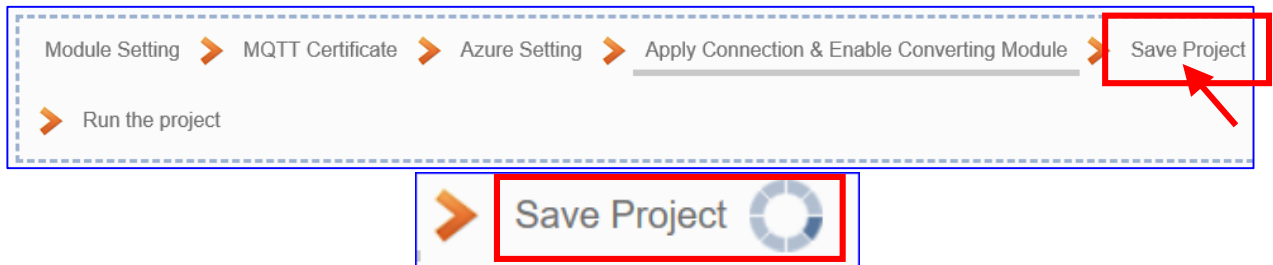 Module Setting MQTT Certificate Azure Setting Apply Connection & Enable Converting Module Save Project
Run the project
Save Project